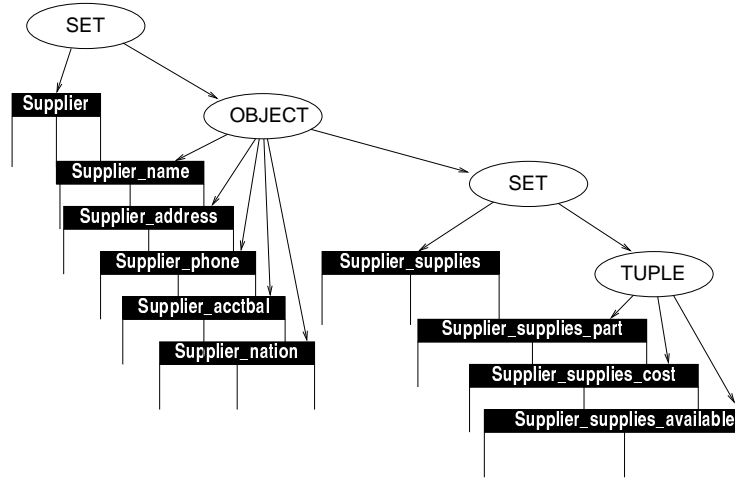 SET
Supplier
OBJECT
Supplier_name
SET
Supplier_address
Supplier_phone
Supplier_supplies
TUPLE
Supplier_acctbal
Supplier_supplies_part
Supplier_nation
Supplier_supplies_cost
Supplier_supplies_available